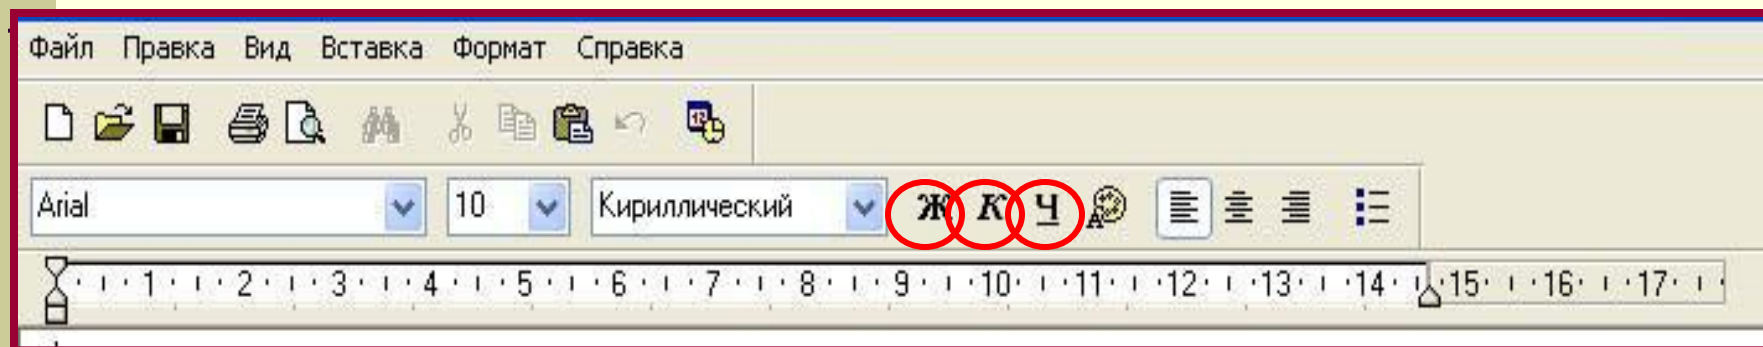 Файл Правка Вид Вставка Формат Справка
12
Arial 10 Кириллический Ж К Ч A
1 2 3 4 5 6 7 8 9 10 11 12 13 14 15 16 17